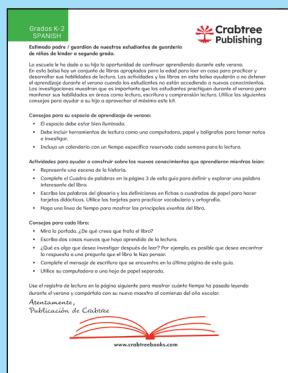 Grados K-2
SPANISH
Crabtree
Publishing
Estimado padre / guardián de nuestros estudiantes de guardería
de niños de kinder a segundo grado.
La escuela le ha dado a su hijo la oportunidad de continuar aprendiendo durante este verano.
En esta bolsa hay un conjunto de libros apropiados para la edad para leer en casa para practicar y
desarrollar sus habilidades de lectura. Las actividades y los libros en esta bolsa ayudarán a no detener
el aprendizaje durante el verano cuando los estudiantes no estén accediendo a nuevos conocimientos.
Los investigadores muestran que es importante que los estudiantes practiquen durante el verano para
mantener sus habilidades en áreas como lectura, escritura y comprensión lectura. Utilice los siguientes
consejos para ayudar a su hijo a aprovechar al máximo este kit.
Consejos para su espacio de aprendizaje de verano:
• El espacio debe estar bien iluminado.
• Debe incluir herramientas de lectura como una computadora, papel y bolígrafos para tomar notas
e investigar.
• Incluya un calendario con un tiempo específico reservado cada semana para la lectura.
Actividades para ayudar a construir sobre los nuevos conocimientos que aprendieron mientras leían:
• Represente una escena de la historia.
• Complete el Cuadro de palabras en la página 3 de esta guía para definir y explorar una palabra
interesante del libro
• Escriba las palabras del glosario y las definiciones en fichas o cuadrados de papel para hacer
tarjetas didácticas. Utilice las tarjetas para practicar vocabulario y ortografía.
• Haga una línea de tiempo para mostrar los principales eventos del libro.
Consejos para cada libro:
• Mira la portada. ¿De qué crees que trata el libro?
• Escriba dos cosas nuevas que haya aprendido de la lectura.
• ¿Qué es algo que desea investigar después de leer? Por ejemplo, es posible que desee encontrar
la respuesta a una pregunta que el libro le hizo pensar.
• Complete el mensaje de escritura que se encuentra en la última página de esta guía.
• Utilice su computadora o una hoja de papel separada.
Use el registro de lectura en la página siguiente para mostrar cuánto tiempo ha pasado leyendo
durante el verano y compártalo con su nuevo maestro al comienzo del año escolar.
Atentamente,
Publicación de Crabtree
www.crabtreebooks.com